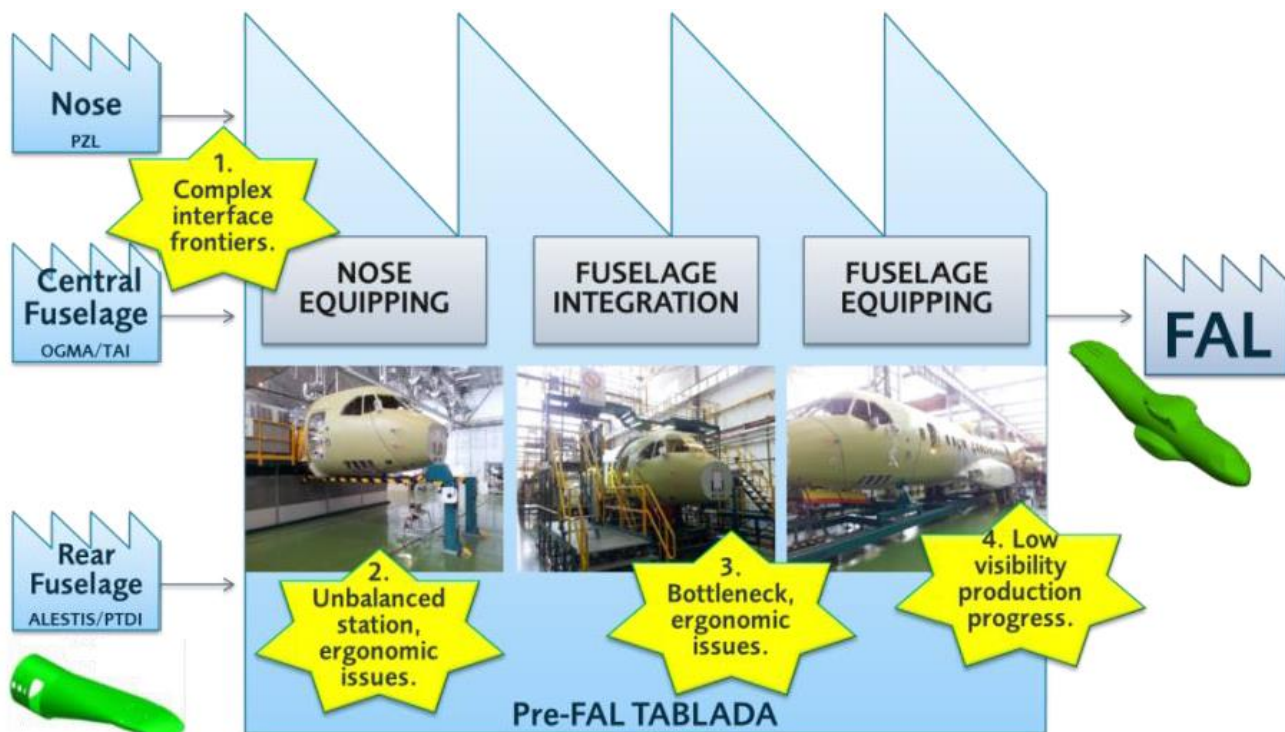 Nose
PZL
1.
Complex
interface
frontiers.
Central
Fuselage
OGMA/TAI
Rear
Fuselage
ALESTIS/PTDI
NOSE
EQUIPPING
FUSELAGE
INTEGRATION
FUSELAGE
EQUIPPING
2.
Unbalanced
station,
ergonomic
issues.
3.
Bottleneck,
ergonomic
issues.
4. Low
visibility
production
progress.
Pre-FAL TABLADA
FAL